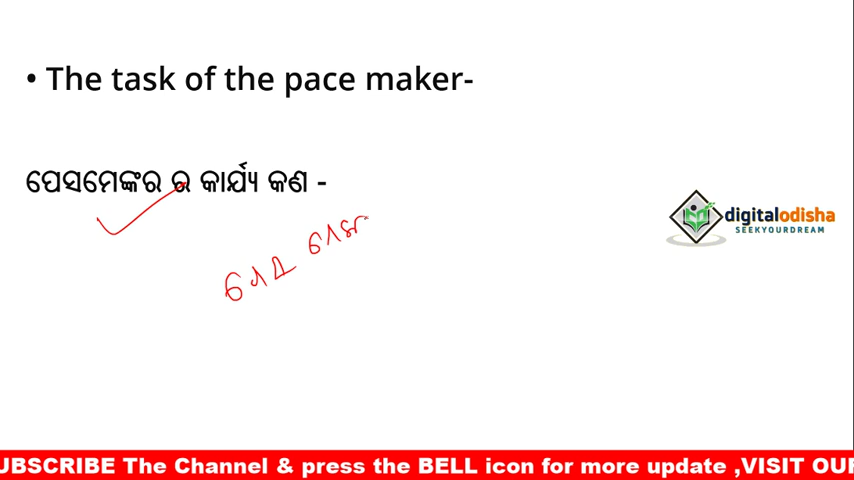 • The task of the pace maker-
ପେସମେଙ୍କର ର କାର୍ଯ୍ୟ କଣ -
digitalodisha
SEEKYOURDREAM
UBSCRIBE The Channel & press the BELL icon for more update ,VISIT OUR